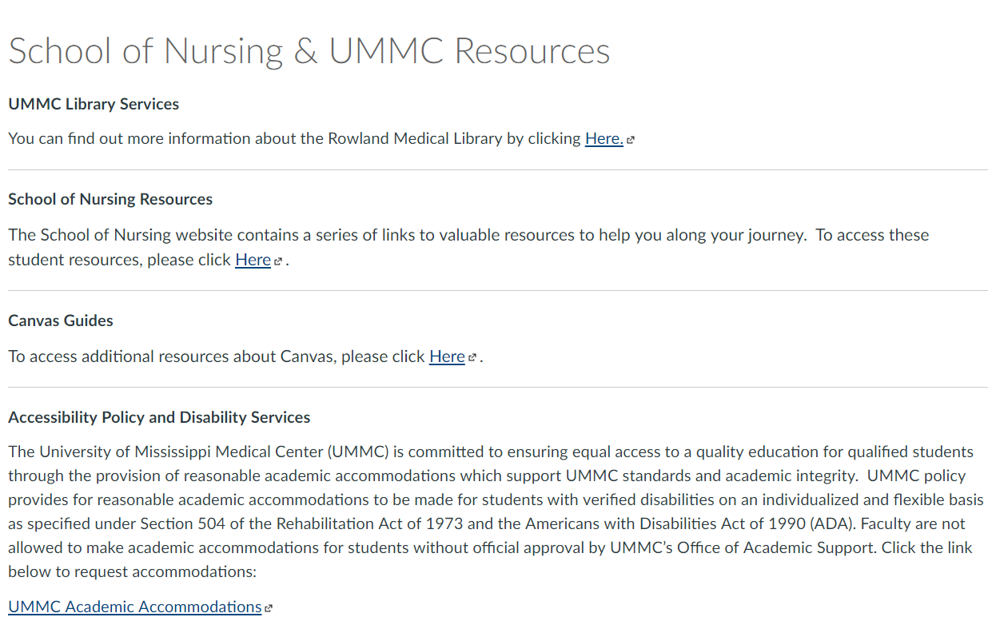 School of Nursing & UMMC Resources
UMMC Library Services
You can find out more information about the Rowland Medical Library by clicking Here.
School of Nursing Resources
The School of Nursing website contains a series of links to valuable resources to help you along your journey.  To access these
student resources, please click Here .
Canvas Guides
To access additional resources about Canvas, please click Here .
Accessibility Policy and Disability Services
The University of Mississippi Medical Center (UMMC) is committed to ensuring equal access to a quality education for qualified students
through the provision of reasonable academic accommodations which support UMMC standards and academic integrity.  UMMC policy
provides for reasonable academic accommodations to be made for students with verified disabilities on an individualized and flexible basis
as specified under Section 504 of the Rehabilitation Act of 1973 and the Americans with Disabilities Act of 1990 (ADA). Faculty are not
allowed to make academic accommodations for students without official approval by UMMC’s Office of Academic Support. Click the link
below to request accommodations:
UMMC Academic Accommodations